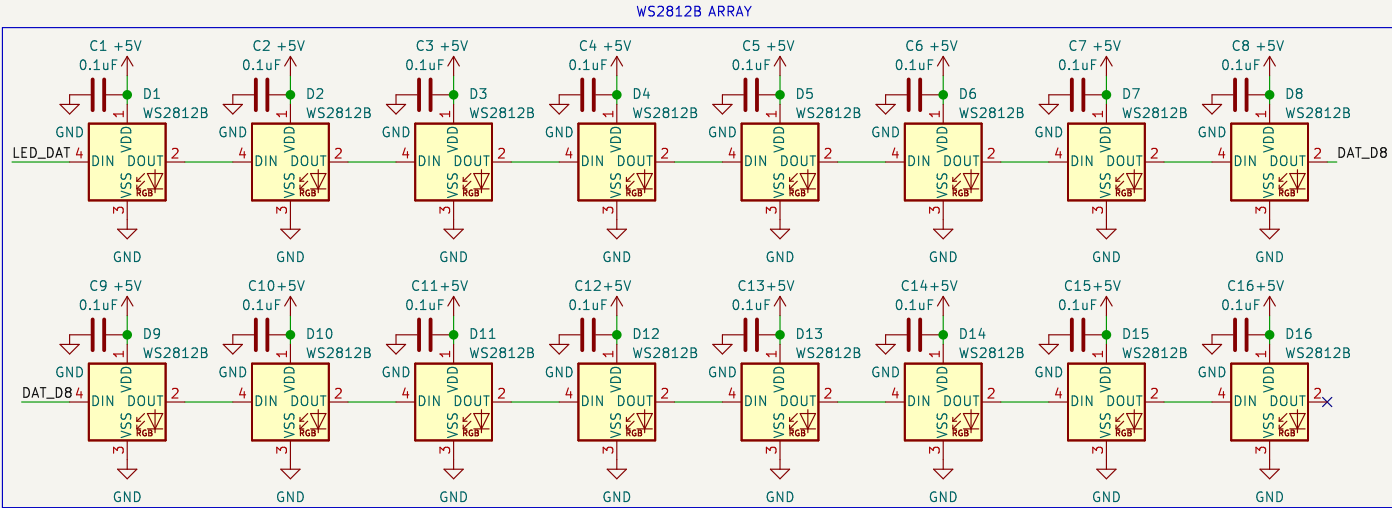 WS2812B ARRAY
C1 +5V C2 +5V C3 +5V C4 +5V C5 +5V C6 +5V C7 +5V C8 +5V
0.1uF 0.1uF 0.1uF 0.1uF 0.1uF 0.1uF 0.1uF 0.1uF
D1 D2 D3 D4 D5 D6 D7 D8
1 WS2812B 1 WS2812B 1 WS2812B 1 WS2812B 1 WS2812B 1 WS2812B 1 WS2812B 1 WS2812B
GND VDD GND VDD GND VDD GND VDD GND VDD GND VDD GND VDD GND VDD
LED_DAT 4 DIN DOUT 2 4 DIN DOUT 2 4 DIN DOUT 2 4 DIN DOUT 2 4 DIN DOUT 2 4 DIN DOUT 2 4 DIN DOUT 2 4 DIN DOUT 2 DAT_D8
VSS RGB VSS RGB VSS RGB VSS RGB VSS RGB VSS RGB VSS RGB VSS RGB
3 3 3 3 3 3 3 3
GND GND GND GND GND GND GND GND
C9 +5V C10+5V C11+5V C12+5V C13+5V C14+5V C15+5V C16+5V
0.1uF 0.1uF 0.1uF 0.1uF 0.1uF 0.1uF 0.1uF 0.1uF
D9 D10 D11 D12 D13 D14 D15 D16
1 WS2812B 1 WS2812B 1 WS2812B 1 WS2812B 1 WS2812B 1 WS2812B 1 WS2812B 1 WS2812B
GND VDD GND VDD GND VDD GND VDD GND VDD GND VDD GND VDD GND VDD
DAT_D8 4 DIN DOUT 2 4 DIN DOUT 2 4 DIN DOUT 2 4 DIN DOUT 2 4 DIN DOUT 2 4 DIN DOUT 2 4 DIN DOUT 2 4 DIN DOUT 2
VSS RGB VSS RGB VSS RGB VSS RGB VSS RGB VSS RGB VSS RGB VSS RGB
3 3 3 3 3 3 3 3
GND GND GND GND GND GND GND GND